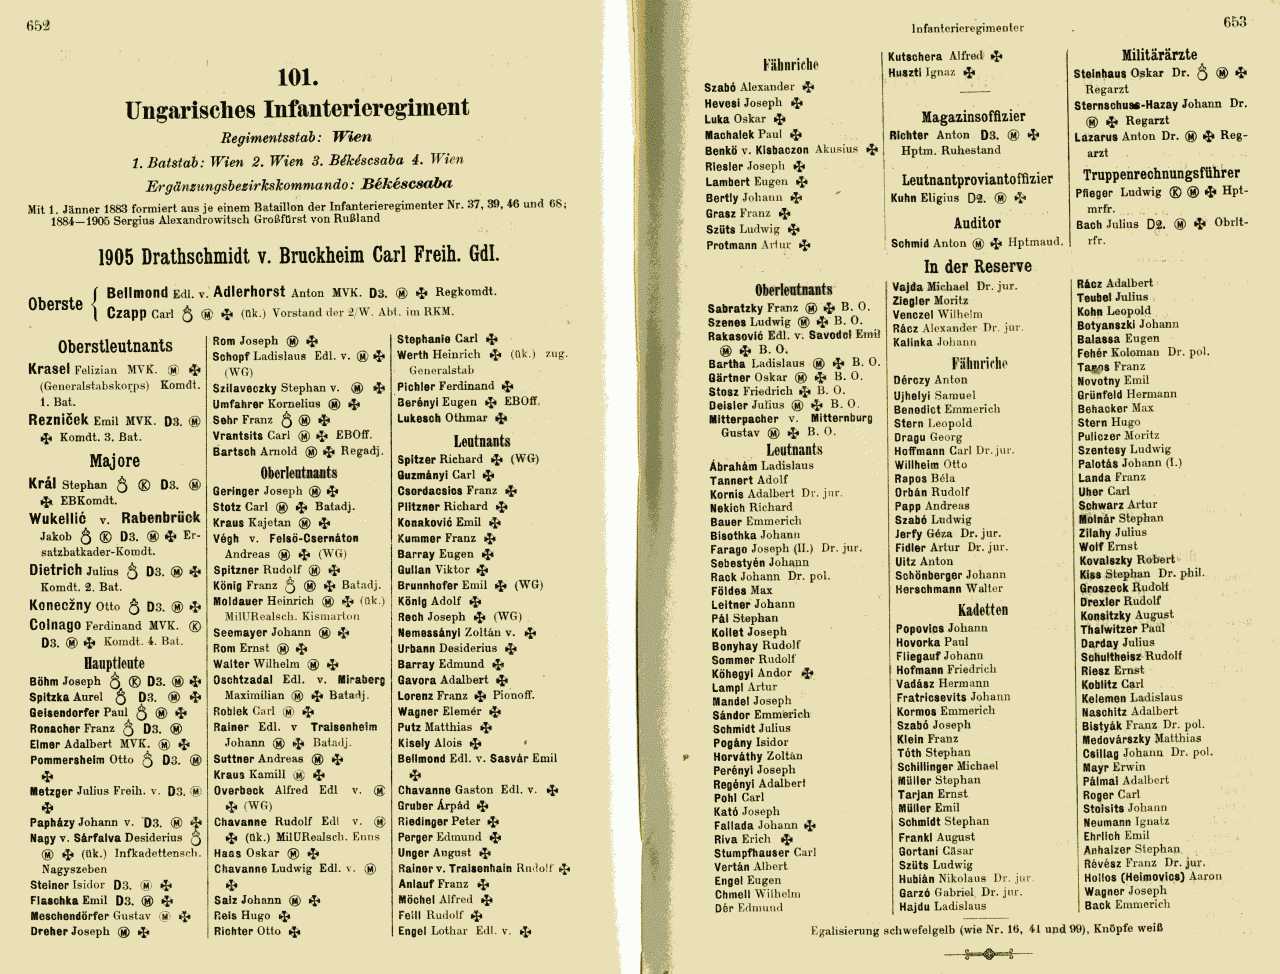 652
101.
Ungarisches Infanterieregiment
Regimentsstab: Wien
1. Batstab: Wien 2. Wien 3. Békéscsaba 4. Wien
Ergänzungsbezirkskommando: Békéscsaba
Mit 1. Jänner 1883 formiert aus je einem Bataillon der Infanterieregimenter Nr. 37, 39, 46 und 68;
1884—1905 Sergius Alexandrowitsch Großfürst von Rußland
1905 Drathschmidt v. Bruckheim Carl Freih. GdI.
Oberste
Bellmond Edl. v. Adlerhorst Anton MVK. D3. Ⓜ ✠ Regkomdt.
Czapp Carl Ⓜ ✠ (ük.) Vorstand der 2/W. Abt. im RKM.
Oberstleutnants
Krasel Felizian MVK. Ⓜ ✠
(Generalstabskorps) Komdt.
1. Bat.
Rezniček Emil MVK. D3. Ⓜ
✠ Komdt. 3. Bat.
Majore
Král Stephan Ⓚ D3. Ⓜ
✠ EBKomdt.
Wukellić v. Rabenbrück
Jakob Ⓚ D3. Ⓜ ✠ Er-
satzbatkader-Komdt.
Dietrich Julius D3. Ⓜ ✠
Komdt. 2. Bat.
Konečžny Otto D3. Ⓜ ✠
Colnago Ferdinand MVK. Ⓚ
D3. Ⓜ ✠ Komdt. 4. Bat.
Hauptleute
Böhm Joseph Ⓚ D3. Ⓜ ✠
Spitzka Aurel D3. Ⓜ ✠
Geisendorfer Paul Ⓜ ✠
Ronacher Franz D3. Ⓜ
Elmer Adalbert MVK. Ⓜ ✠
Pommersheim Otto D3. Ⓜ
✠
Metzger Julius Freih. v. D3. Ⓜ
✠
Papházy Johann v. D3. Ⓜ ✠
Nagy v. Sárfalva Desiderius
Ⓜ ✠ (ük.) Infkadettensch.
Nagyszeben
Steiner Isidor D3. Ⓜ ✠
Flaschka Emil D3. Ⓜ ✠
Meschendörfer Gustav Ⓜ ✠
Dreher Joseph Ⓜ ✠
Rom Joseph Ⓜ ✠
Schopf Ladislaus Edl. v. Ⓜ ✠
(WG)
Szilaveczky Stephan v. Ⓜ ✠
Umfahrer Kornelius Ⓜ ✠
Sehr Franz Ⓜ ✠
Vrantsits Carl Ⓜ ✠ EBOff.
Bartsch Arnold Ⓜ ✠ Regadj.
Oberleutnants
Geringer Joseph Ⓜ ✠
Stotz Carl Ⓜ ✠ Batadj.
Kraus Kajetan Ⓜ ✠
Végh v. Felsö-Csernáton
Andreas Ⓜ ✠ (WG)
Spitzner Rudolf Ⓜ ✠
König Franz Ⓜ ✠ Batadj.
Moldauer Heinrich Ⓜ ✠ (ük.)
MilURealsch. Kismarton
Seemayer Johann Ⓜ ✠
Rom Ernst Ⓜ ✠
Walter Wilhelm Ⓜ ✠
Oschtzadal Edl. v. Miraberg
Maximilian Ⓜ ✠ Batadj.
Roblek Carl Ⓜ ✠
Rainer Edl. v Traisenheim
Johann Ⓜ ✠ Batadj.
Suttner Andreas Ⓜ ✠
Kraus Kamill Ⓜ ✠
Overbeck Alfred Edl v. Ⓜ
✠ (WG)
Chavanne Rudolf Edl v. Ⓜ
✠ (ük.) MilURealsch. Enns
Haas Oskar Ⓜ ✠
Chavanne Ludwig Edl. v. Ⓜ
✠
Salz Johann Ⓜ ✠
Reis Hugo ✠
Richter Otto ✠
Stephanie Carl ✠
Werth Heinrich ✠ (ük.) zug.
Generalstab
Pichler Ferdinand ✠
Berényi Eugen ✠ EBOff.
Lukesch Othmar ✠
Leutnants
Spitzer Richard ✠ (WG)
Guzmányi Carl ✠
Csordacsics Franz ✠
Plitzner Richard ✠
Konaković Emil ✠
Kummer Franz ✠
Barray Eugen ✠
Gulian Viktor ✠
Brunnhofer Emil ✠ (WG)
König Adolf ✠
Rech Joseph ✠ (WG)
Nemessányi Zoltán v. ✠
Urbann Desiderius ✠
Barray Edmund ✠
Gavora Adalbert ✠
Lorenz Franz ✠ Pionoff.
Wagner Elemér ✠
Putz Matthias ✠
Kisely Alois ✠
Bellmond Edl. v. Sasvár Emil
✠
Chavanne Gaston Edl. v. ✠
Gruber Árpád ✠
Riedinger Peter ✠
Perger Edmund ✠
Unger August ✠
Rainer v. Traisenhain Rudolf ✠
Anlauf Franz ✠
Möchel Alfred ✠
Feill Rudolf ✠
Engel Lothar Edl. v. ✠
Infanterieregimenter
653
Fähnriche
Szabó Alexander ✠
Hevesi Joseph ✠
Luka Oskar ✠
Machalek Paul ✠
Benkö v. Kisbaczon Akusius ✠
Riesler Joseph ✠
Lambert Eugen ✠
Bertly Johann ✠
Grasz Franz ✠
Szüts Ludwig ✠
Protmann Artur ✠
Kutschera Alfred ✠
Huszti Ignaz ✠
Magazinsoffizier
Richter Anton D3. Ⓜ ✠
Hptm. Ruhestand
Leutnantproviantoffizier
Kuhn Eligius D2. Ⓜ ✠
Auditor
Schmid Anton Ⓜ ✠ Hptmaud.
Militärärzte
Steinhaus Oskar Dr. Ⓜ ✠
Regarzt
Sternschuss-Hazay Johann Dr.
Ⓜ ✠ Regarzt
Lazarus Anton Dr. Ⓜ ✠ Reg-
arzt
Truppenrechnungsführer
Pfleger Ludwig Ⓚ Ⓜ ✠ Hpt-
mrfr.
Bach Julius D2. Ⓜ ✠ Obrlt-
rfr.
In der Reserve
Oberleutnants
Sabratzky Franz Ⓜ ✠ B. O.
Szenes Ludwig Ⓜ ✠ B. O.
Rakasović Edl. v. Savodol Emil
Ⓜ ✠ B. O.
Bartha Ladislaus Ⓜ ✠ B. O.
Gärtner Oskar Ⓜ ✠ B. O.
Stosz Friedrich ✠ B. O.
Deisler Julius Ⓜ ✠ B. O.
Mitterpacher v. Mitternburg
Gustav Ⓜ ✠ B. O.
Leutnants
Ábrahám Ladislaus
Tannert Adolf
Kornis Adalbert Dr. jur.
Nekich Richard
Bauer Emmerich
Bisothka Johann
Farago Joseph (II.) Dr. jur.
Sebestyén Johann
Rack Johann Dr. pol.
Földes Max
Leitner Johann
Pál Stephan
Kollet Joseph
Bonyhay Rudolf
Sommer Rudolf
Köhegyi Andor ✠
Lampl Artur
Mandel Joseph
Sándor Emmerich
Schmidt Julius
Pogány Isidor
Horváthy Zoltán
Perényi Joseph
Regényi Adalbert
Pohl Carl
Kató Joseph
Fallada Johann ✠
Riva Erich ✠
Stumpfhauser Carl
Vertán Albert
Engel Eugen
Chmell Wilhelm
Dér Edmund
Vajda Michael Dr. jur.
Ziegler Moritz
Venczel Wilhelm
Rácz Alexander Dr. jur.
Kalinka Johann
Fähnriche
Dérczy Anton
Ujhelyi Samuel
Benedict Emmerich
Stern Leopold
Dragu Georg
Hoffmann Carl Dr. jur.
Willheim Otto
Rapos Béla
Orbán Rudolf
Papp Andreas
Szabó Ludwig
Jerfy Géza Dr. jur.
Fidler Artur Dr. jur.
Uitz Anton
Schönberger Johann
Herschmann Walter
Kadetten
Popovics Johann
Hovorka Paul
Fliegauf Johann
Hofmann Friedrich
Vadász Hermann
Fratricsevits Johann
Kormos Emmerich
Szabó Joseph
Klein Franz
Tóth Stephan
Schillinger Michael
Müller Stephan
Tarjan Ernst
Müller Emil
Schmidt Stephan
Frankl August
Gortani Cäsar
Szüts Ludwig
Hubián Nikolaus Dr. jur.
Garzó Gabriel Dr. jur.
Hajdu Ladislaus
Rácz Adalbert
Teubel Julius
Kohn Leopold
Botyanszki Johann
Balassa Eugen
Fehér Koloman Dr. pol.
Franz
Novotny Emil
Grünfeld Hermann
Behacker Max
Stern Hugo
Puliczer Moritz
Szentesy Ludwig
Palotás Johann (I.)
Landa Franz
Uher Carl
Schwarz Artur
Molnár Stephan
Zilahy Julius
Wolf Ernst
Kovalszky Robert
Kiss Stephan Dr. phil.
Groszeck Rudolf
Drexler Rudolf
Konsitzky August
Thalwitzer Paul
Darday Julius
Schultheisz Rudolf
Riesz Ernst
Koblitz Carl
Kelemen Ladislaus
Naschitz Adalbert
Bistyák Franz Dr. pol.
Medovárszky Matthias
Csillag Johann Dr. pol.
Mayr Erwin
Pálmai Adalbert
Roger Carl
Stoisits Johann
Neumann Ignatz
Ehrlich Emil
Anhalzer Stephan
Révész Franz Dr. jur.
Hollos (Heimovics) Aaron
Wagner Joseph
Back Emmerich
Egalisierung schwefelgelb (wie Nr. 16, 41 und 99), Knöpfe weiß